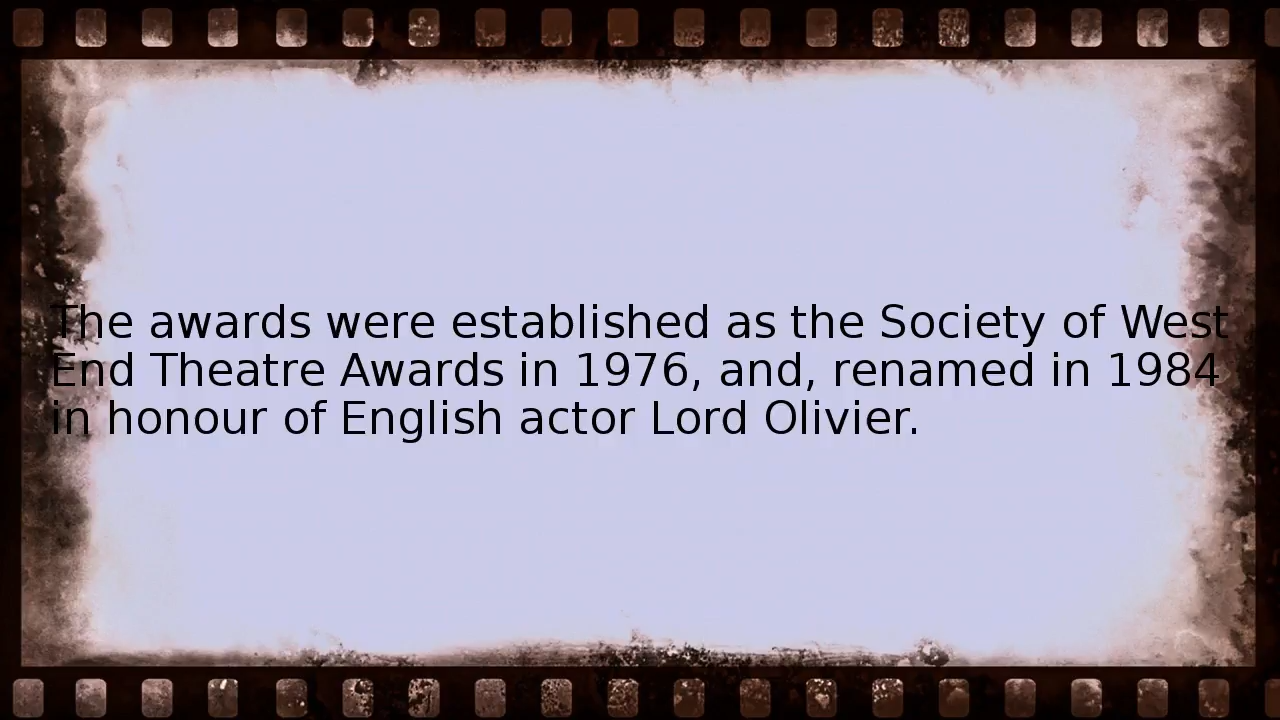 The awards were established as the Society of West
End Theatre Awards in 1976, and, renamed in 1984
in honour of English actor Lord Olivier.